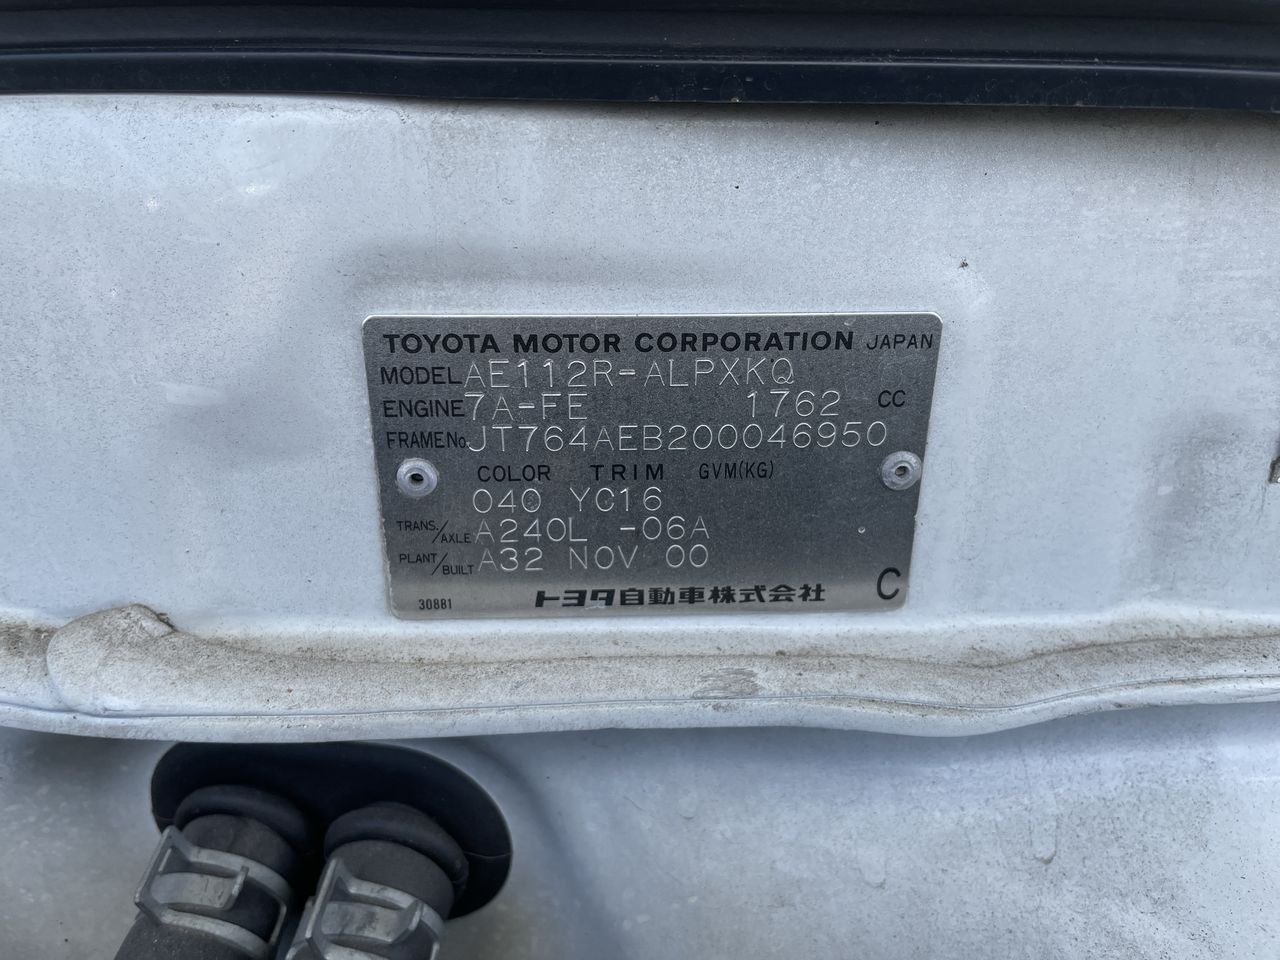 TOYOTA MOTOR CORPORATION JAPAN
MODEL AE112R-ALPXKQ
ENGINE 7A-FE 1762 CC
FRAME No. JT764AEB200046950
COLOR TRIM GVM(KG)
040 YC16
TRANS./AXLE A240L -06A
PLANT/BUILT A32 NOV 00
30881 トヨタ自動車株式会社 C